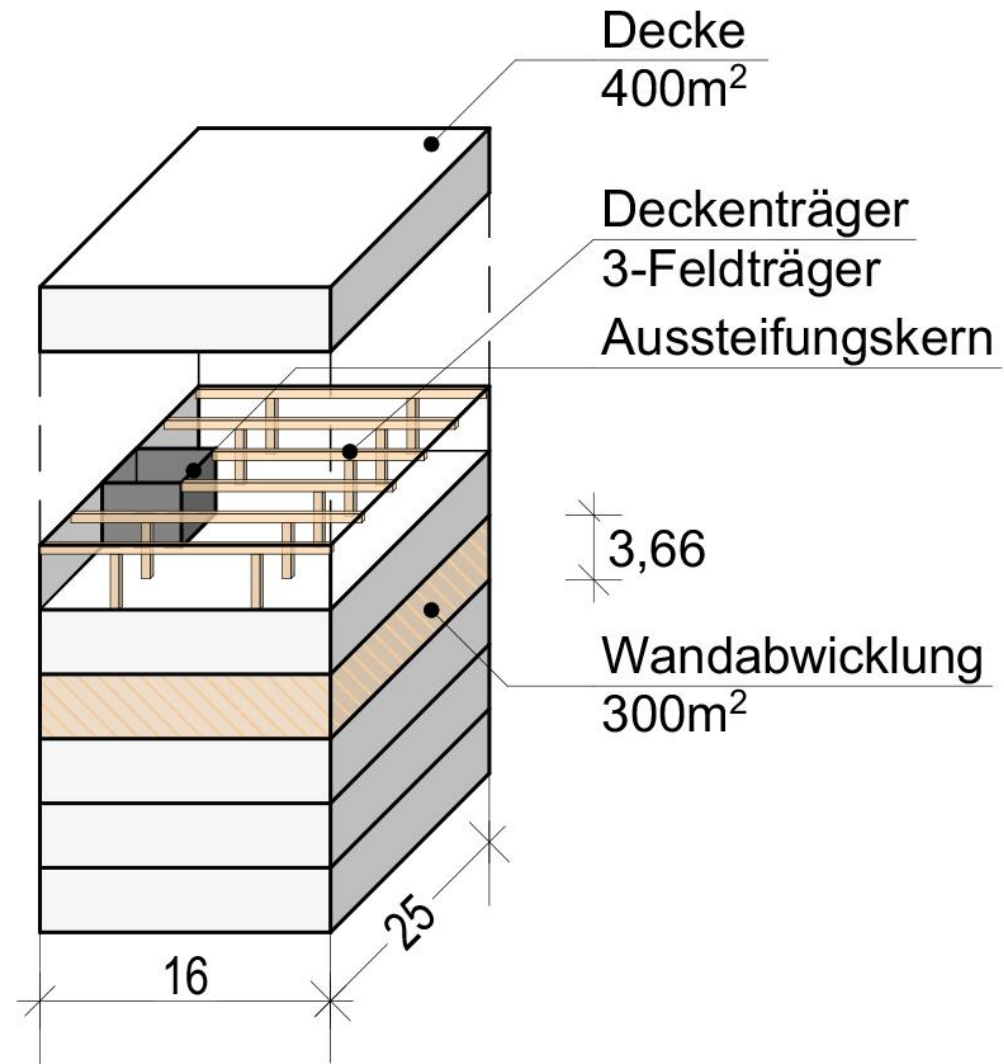 Decke
400m²
Deckenträger
3-Feldträger
Aussteifungskern
3,66
Wandabwicklung
300m²
25
16